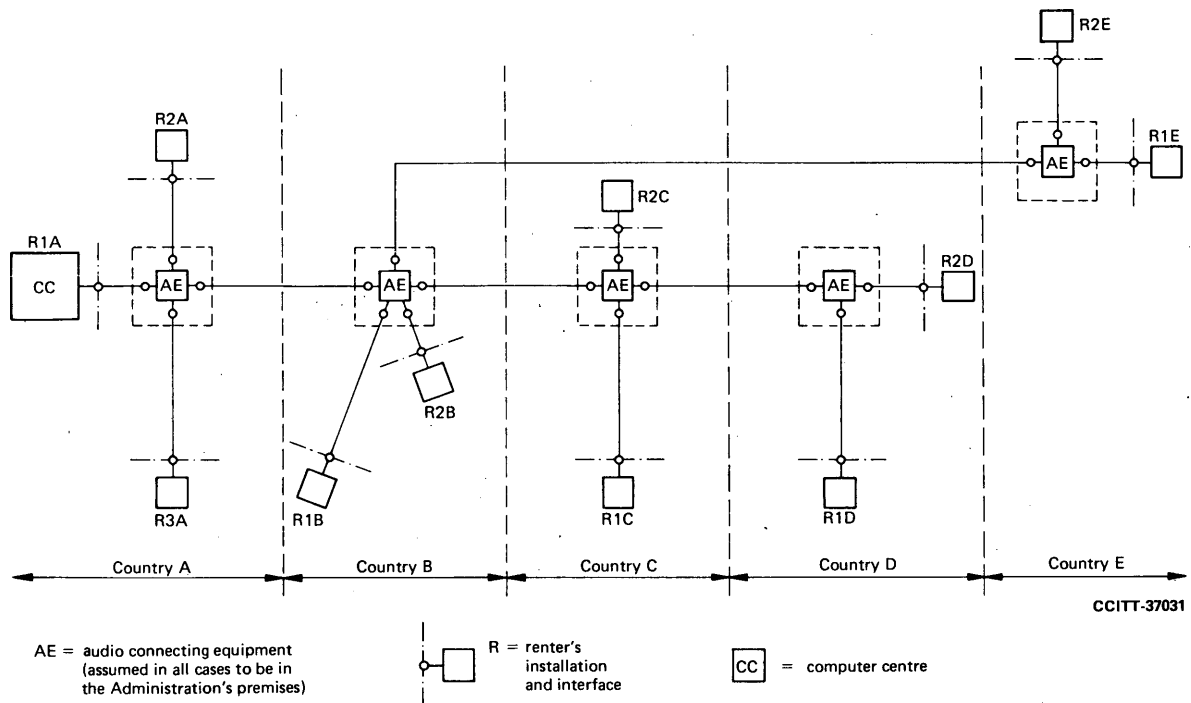 R2E
R2A
R1E
R2C
R1A
R2D
CC
AE
AE
AE
AE
AE
R2B
R1B
R3A
R1C
R1D
Country A
Country B
Country C
Country D
Country E
CCITT-37031
AE = audio connecting equipment
(assumed in all cases to be in
the Administration's premises)
R = renter's
installation
and interface
CC = computer centre